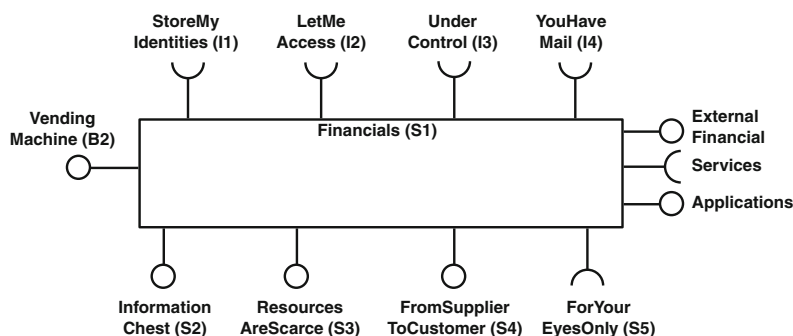 StoreMy
Identities (I1)
LetMe
Access (I2)
Under
Control (I3)
YouHave
Mail (I4)
Vending
Machine (B2)
Financials (S1)
External
Financial
Services
Applications
Information
Chest (S2)
Resources
AreScarce (S3)
FromSupplier
ToCustomer (S4)
ForYour
EyesOnly (S5)